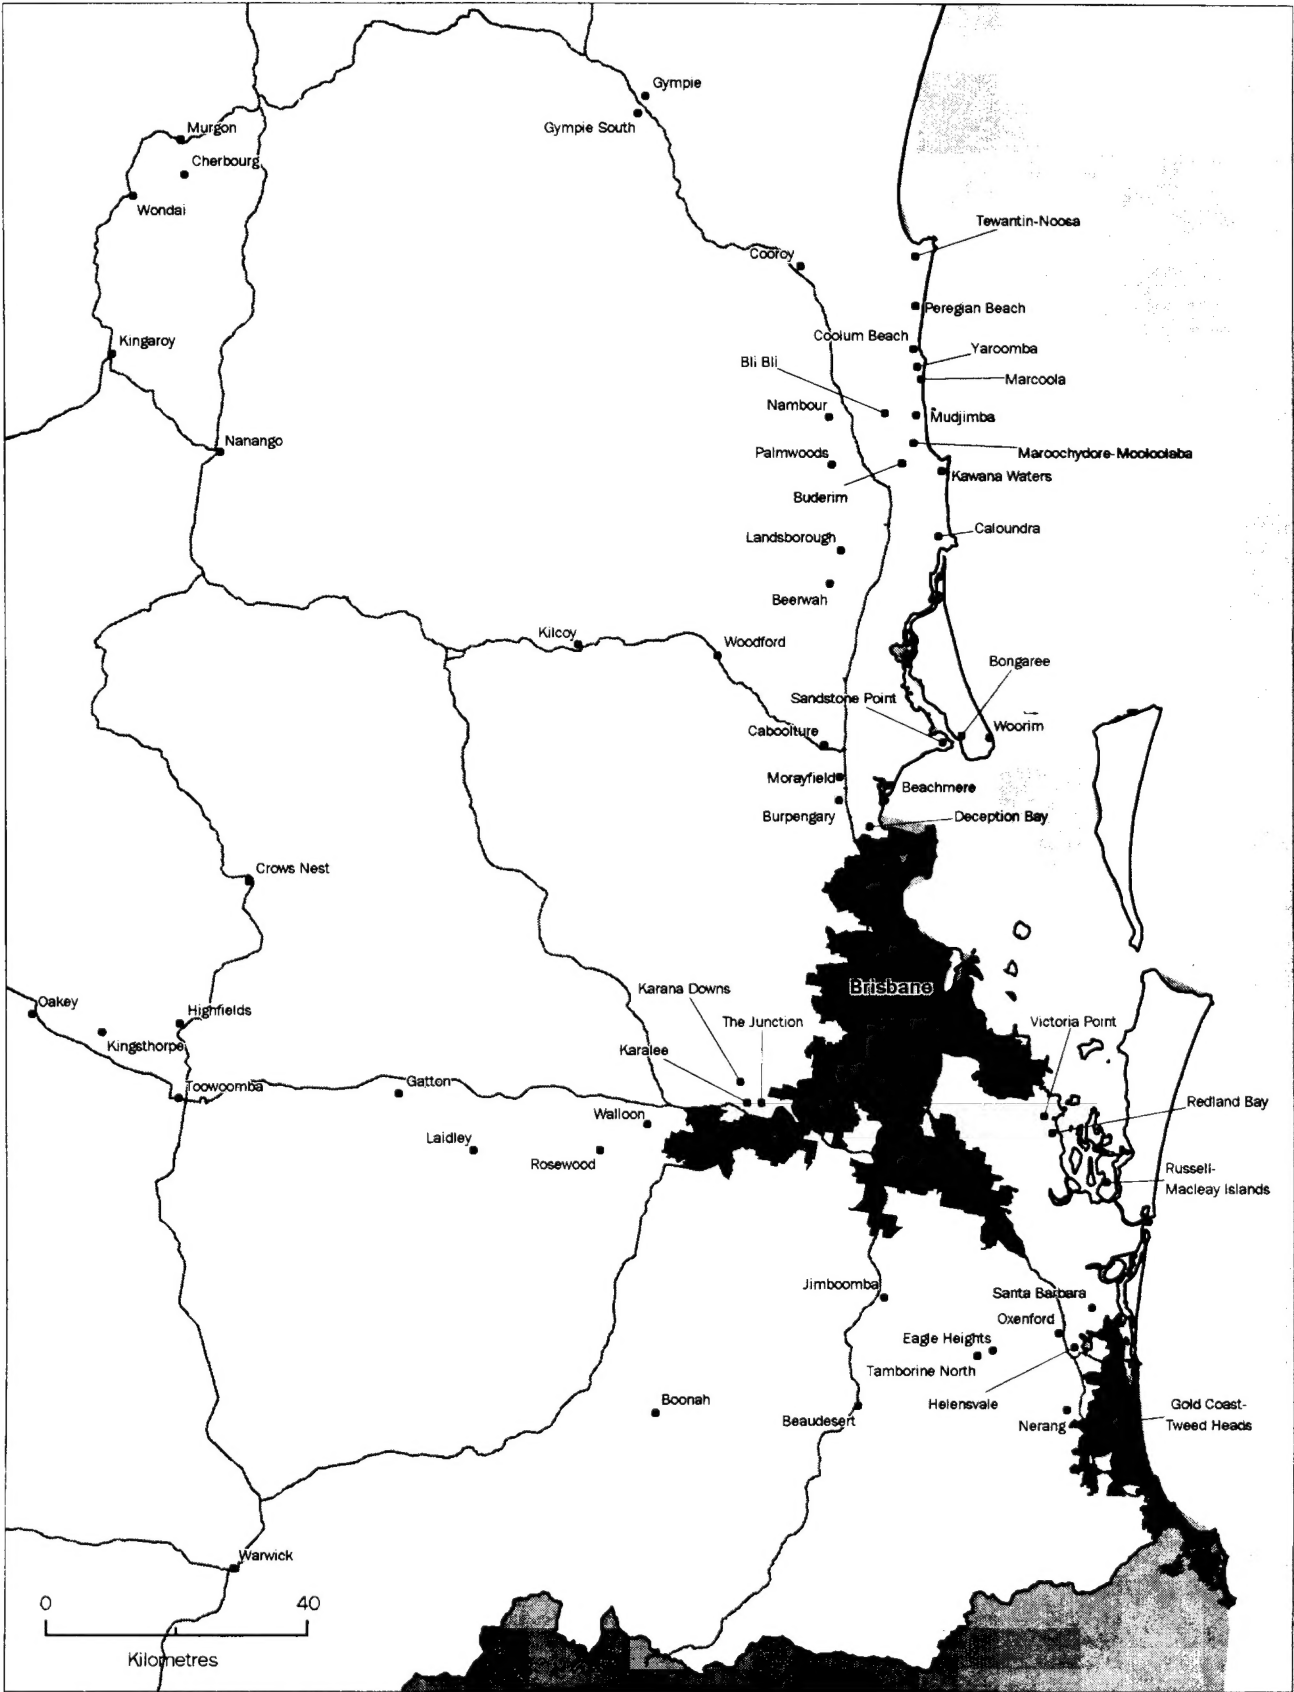 Gympie
Gympie South
Murgon
Cherbourg
Wondai
Tewantin-Noosa
Cooroy
Peregian Beach
Coolum Beach
Kingaroy
Yaroomba
Bli Bli
Marcoola
Nambour
Mudjimba
Nanango
Palmwoods
Maroochydore-Mooloolaba
Kawana Waters
Buderim
Landsborough
Caloundra
Beerwah
Kilcoy
Woodford
Bongaree
Sandstone Point
Woorim
Caboolture
Morayfield
Beachmere
Burpengary
Deception Bay
Crows Nest
Brisbane
Karana Downs
Oakey
Highfields
The Junction
Victoria Point
Kingsthorpe
Karalee
Toowoomba
Gatton
Redland Bay
Walloon
Laidley
Rosewood
Russell-
Macleay Islands
Jimboomba
Santa Barbara
Oxenford
Eagle Heights
Tamborine North
Boonah
Helensvale
Gold Coast-
Tweed Heads
Beaudesert
Nerang
Warwick
0 40
Kilometres